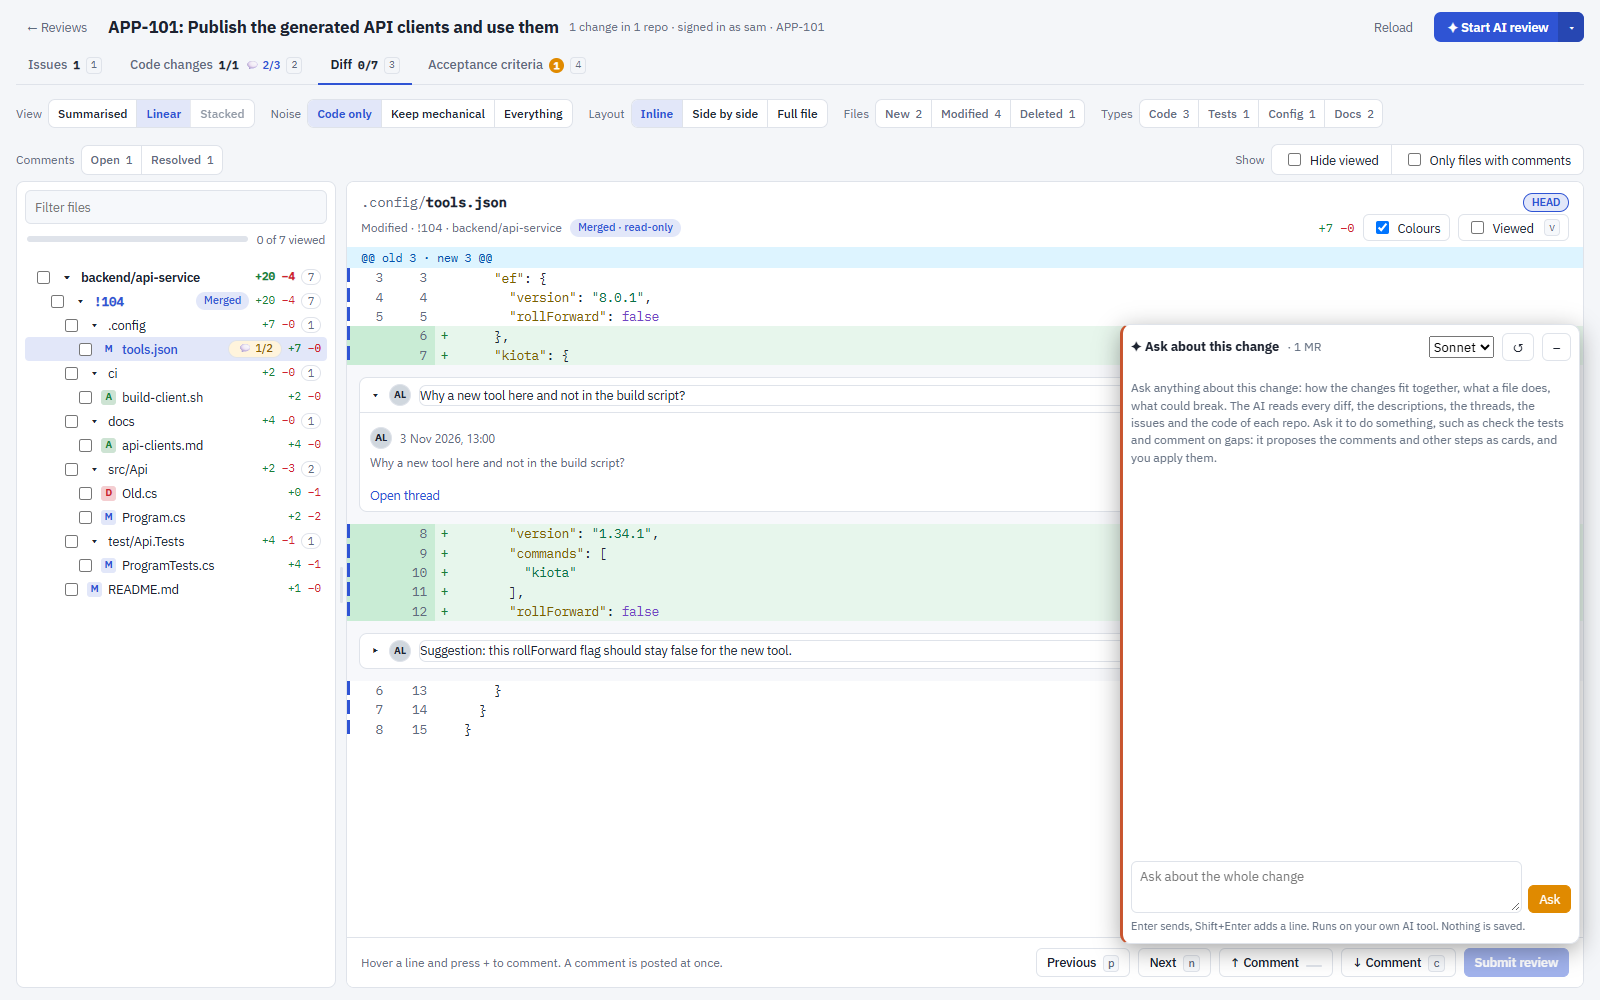 ← Reviews APP-101: Publish the generated API clients and use them 1 change in 1 repo · signed in as sam · APP-101 Reload ✦ Start AI review
Issues 1 1 Code changes 1/1 2/3 2 Diff 0/7 3 Acceptance criteria 1 4
View Summarised Linear Stacked Noise Code only Keep mechanical Everything Layout Inline Side by side Full file Files New 2 Modified 4 Deleted 1 Types Code 3 Tests 1 Config 1 Docs 2
Comments Open 1 Resolved 1 Show Hide viewed Only files with comments
Filter files
0 of 7 viewed
backend/api-service +20 −4 7
!104 Merged +20 −4 7
.config +7 −0 1
M tools.json 1/2 +7 −0
ci +2 −0 1
A build-client.sh +2 −0
docs +4 −0 1
A api-clients.md +4 −0
src/Api +2 −3 2
D Old.cs +0 −1
M Program.cs +2 −2
test/Api.Tests +4 −1 1
M ProgramTests.cs +4 −1
M README.md +1 −0
.config/tools.json HEAD
Modified · !104 · backend/api-service Merged · read-only +7 −0 Colours Viewed v
@@ old 3 · new 3 @@
3 3 "ef": {
4 4 "version": "8.0.1",
5 5 "rollForward": false
6 + },
7 + "kiota": {
AL Why a new tool here and not in the build script?
AL 3 Nov 2026, 13:00
Why a new tool here and not in the build script?
Open thread
8 + "version": "1.34.1",
9 + "commands": [
10 + "kiota"
11 + ],
12 + "rollForward": false
AL Suggestion: this rollForward flag should stay false for the new tool.
6 13 }
7 14 }
8 15 }
✦ Ask about this change · 1 MR Sonnet ↺ −
Ask anything about this change: how the changes fit together, what a file does,
what could break. The AI reads every diff, the descriptions, the threads, the
issues and the code of each repo. Ask it to do something, such as check the tests
and comment on gaps: it proposes the comments and other steps as cards, and
you apply them.
Ask about the whole change
Ask
Enter sends, Shift+Enter adds a line. Runs on your own AI tool. Nothing is saved.
Hover a line and press + to comment. A comment is posted at once. Previous p Next n ↑ Comment ↓ Comment c Submit review